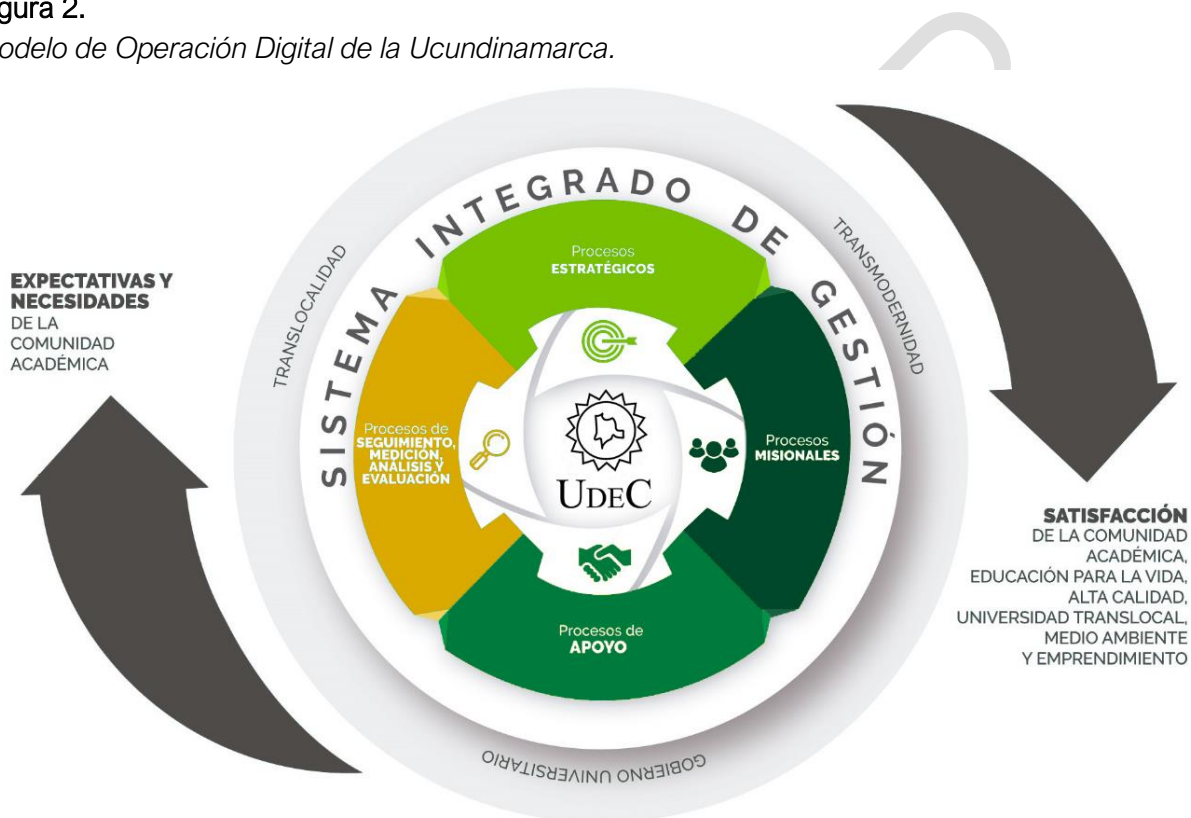 gura 2.
odelo de Operación Digital de la Ucundinamarca.
EXPECTATIVAS Y
NECESIDADES
DE LA
COMUNIDAD
ACADÉMICA
TRANSLOCALIDAD
TRANSMODERNIDAD
SISTEMA INTEGRADO DE GESTIÓN
Procesos
ESTRATÉGICOS
Procesos de
SEGUIMIENTO,
MEDICIÓN,
ANÁLISIS Y
EVALUACIÓN
UDEC
Procesos
MISIONALES
Procesos de
APOYO
GOBIERNO UNIVERSITARIO
SATISFACCIÓN
DE LA COMUNIDAD
ACADÉMICA,
EDUCACIÓN PARA LA VIDA,
ALTA CALIDAD,
UNIVERSIDAD TRANSLOCAL,
MEDIO AMBIENTE
Y EMPRENDIMIENTO